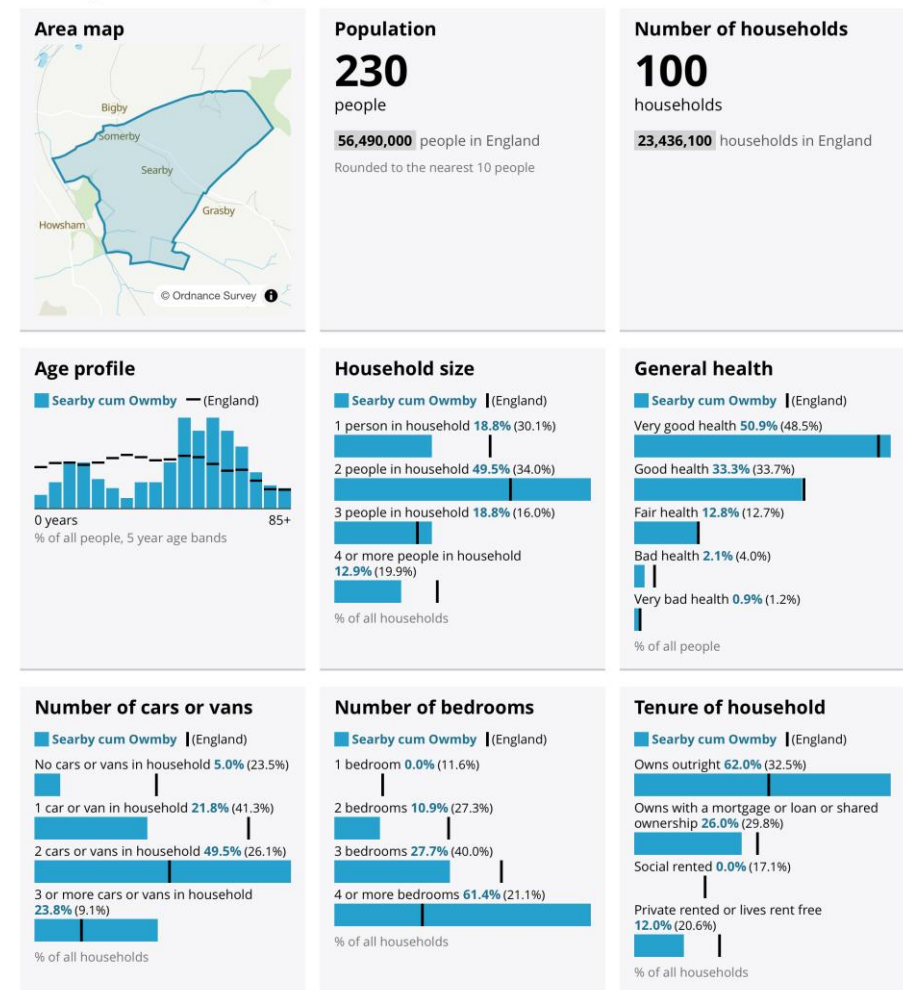 Area map
Bigby
Somerby
Searby
Grasby
Howsham
© Ordnance Survey
Population
230
people
56,490,000 people in England
Rounded to the nearest 10 people
Number of households
100
households
23,436,100 households in England
Age profile
Searby cum Owmby (England)
0 years 85+
% of all people, 5 year age bands
Household size
Searby cum Owmby (England)
1 person in household 18.8% (30.1%)
2 people in household 49.5% (34.0%)
3 people in household 18.8% (16.0%)
4 or more people in household
12.9% (19.9%)
% of all households
General health
Searby cum Owmby (England)
Very good health 50.9% (48.5%)
Good health 33.3% (33.7%)
Fair health 12.8% (12.7%)
Bad health 2.1% (4.0%)
Very bad health 0.9% (1.2%)
% of all people
Number of cars or vans
Searby cum Owmby (England)
No cars or vans in household 5.0% (23.5%)
1 car or van in household 21.8% (41.3%)
2 cars or vans in household 49.5% (26.1%)
3 or more cars or vans in household
23.8% (9.1%)
% of all households
Number of bedrooms
Searby cum Owmby (England)
1 bedroom 0.0% (11.6%)
2 bedrooms 10.9% (27.3%)
3 bedrooms 27.7% (40.0%)
4 or more bedrooms 61.4% (21.1%)
% of all households
Tenure of household
Searby cum Owmby (England)
Owns outright 62.0% (32.5%)
Owns with a mortgage or loan or shared
ownership 26.0% (29.8%)
Social rented 0.0% (17.1%)
Private rented or lives rent free
12.0% (20.6%)
% of all households